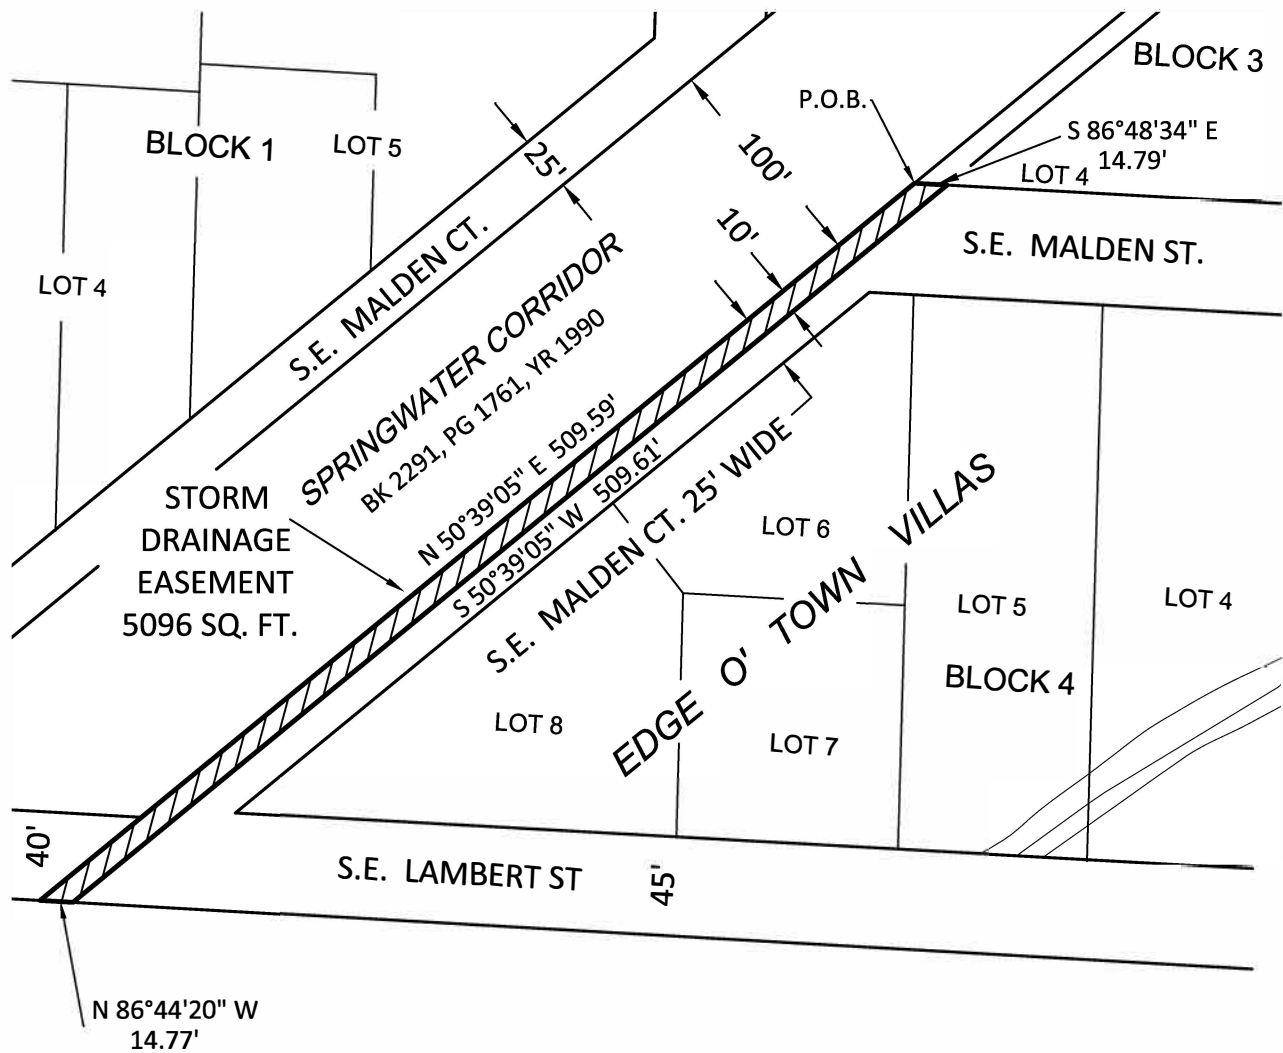 BLOCK 3
P.O.B.
S 86°48'34" E
14.79'
BLOCK 1
LOT 5
25'
100'
LOT 4
10'
S.E. MALDEN CT.
S.E. MALDEN ST.
LOT 4
SPRINGWATER CORRIDOR
BK 2291, PG 1761, YR 1990
STORM
DRAINAGE
EASEMENT
5096 SQ. FT.
N 50°39'05" E 509.59'
S 50°39'05" W 509.61'
S.E. MALDEN CT. 25' WIDE
LOT 6
EDGE O' TOWN VILLAS
LOT 5
LOT 4
BLOCK 4
LOT 8
LOT 7
40'
S.E. LAMBERT ST
45'
N 86°44'20" W
14.77'